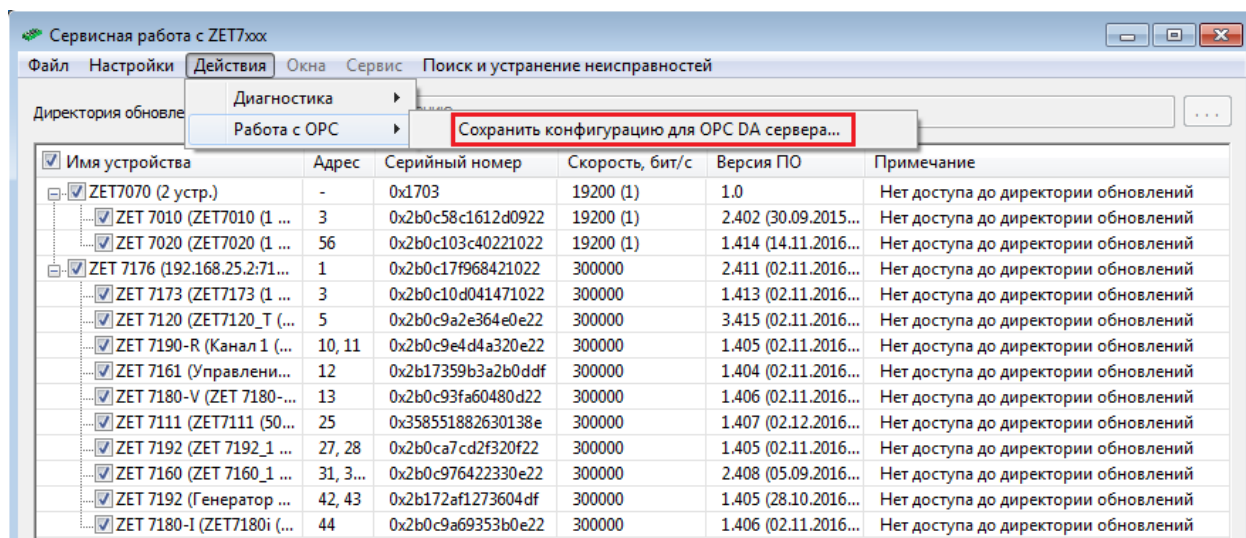 Сервисная работа с ZET7xxx
Файл Настройки Действия Окна Сервис Поиск и устранение неисправностей
Диагностика
Директория обновле ...
Работа с OPC Сохранить конфигурацию для OPC DA сервера...
Имя устройства Адрес Серийный номер Скорость, бит/с Версия ПО Примечание
ZET7070 (2 устр.) - 0x1703 19200 (1) 1.0 Нет доступа до директории обновлений
ZET 7010 (ZET7010 (1 ... 3 0x2b0c58c1612d0922 19200 (1) 2.402 (30.09.2015... Нет доступа до директории обновлений
ZET 7020 (ZET7020 (1 ... 56 0x2b0c103c40221022 19200 (1) 1.414 (14.11.2016... Нет доступа до директории обновлений
ZET 7176 (192.168.25.2:71... 1 0x2b0c17f968421022 300000 2.411 (02.11.2016... Нет доступа до директории обновлений
ZET 7173 (ZET7173 (1 ... 3 0x2b0c10d041471022 300000 1.413 (02.11.2016... Нет доступа до директории обновлений
ZET 7120 (ZET7120_T (... 5 0x2b0c9a2e364e0e22 300000 3.415 (02.11.2016... Нет доступа до директории обновлений
ZET 7190-R (Канал 1 (... 10, 11 0x2b0c9e4d4a320e22 300000 1.405 (02.11.2016... Нет доступа до директории обновлений
ZET 7161 (Управлени... 12 0x2b17359b3a2b0ddf 300000 1.404 (02.11.2016... Нет доступа до директории обновлений
ZET 7180-V (ZET 7180-... 13 0x2b0c93fa60480d22 300000 1.406 (02.11.2016... Нет доступа до директории обновлений
ZET 7111 (ZET7111 (50... 25 0x358551882630138e 300000 1.407 (02.12.2016... Нет доступа до директории обновлений
ZET 7192 (ZET 7192_1 ... 27, 28 0x2b0ca7cd2f320f22 300000 1.405 (02.11.2016... Нет доступа до директории обновлений
ZET 7160 (ZET 7160_1 ... 31, 3... 0x2b0c976422330e22 300000 2.408 (05.09.2016... Нет доступа до директории обновлений
ZET 7192 (Генератор ... 42, 43 0x2b172af1273604df 300000 1.405 (28.10.2016... Нет доступа до директории обновлений
ZET 7180-I (ZET7180i (... 44 0x2b0c9a69353b0e22 300000 1.406 (02.11.2016... Нет доступа до директории обновлений